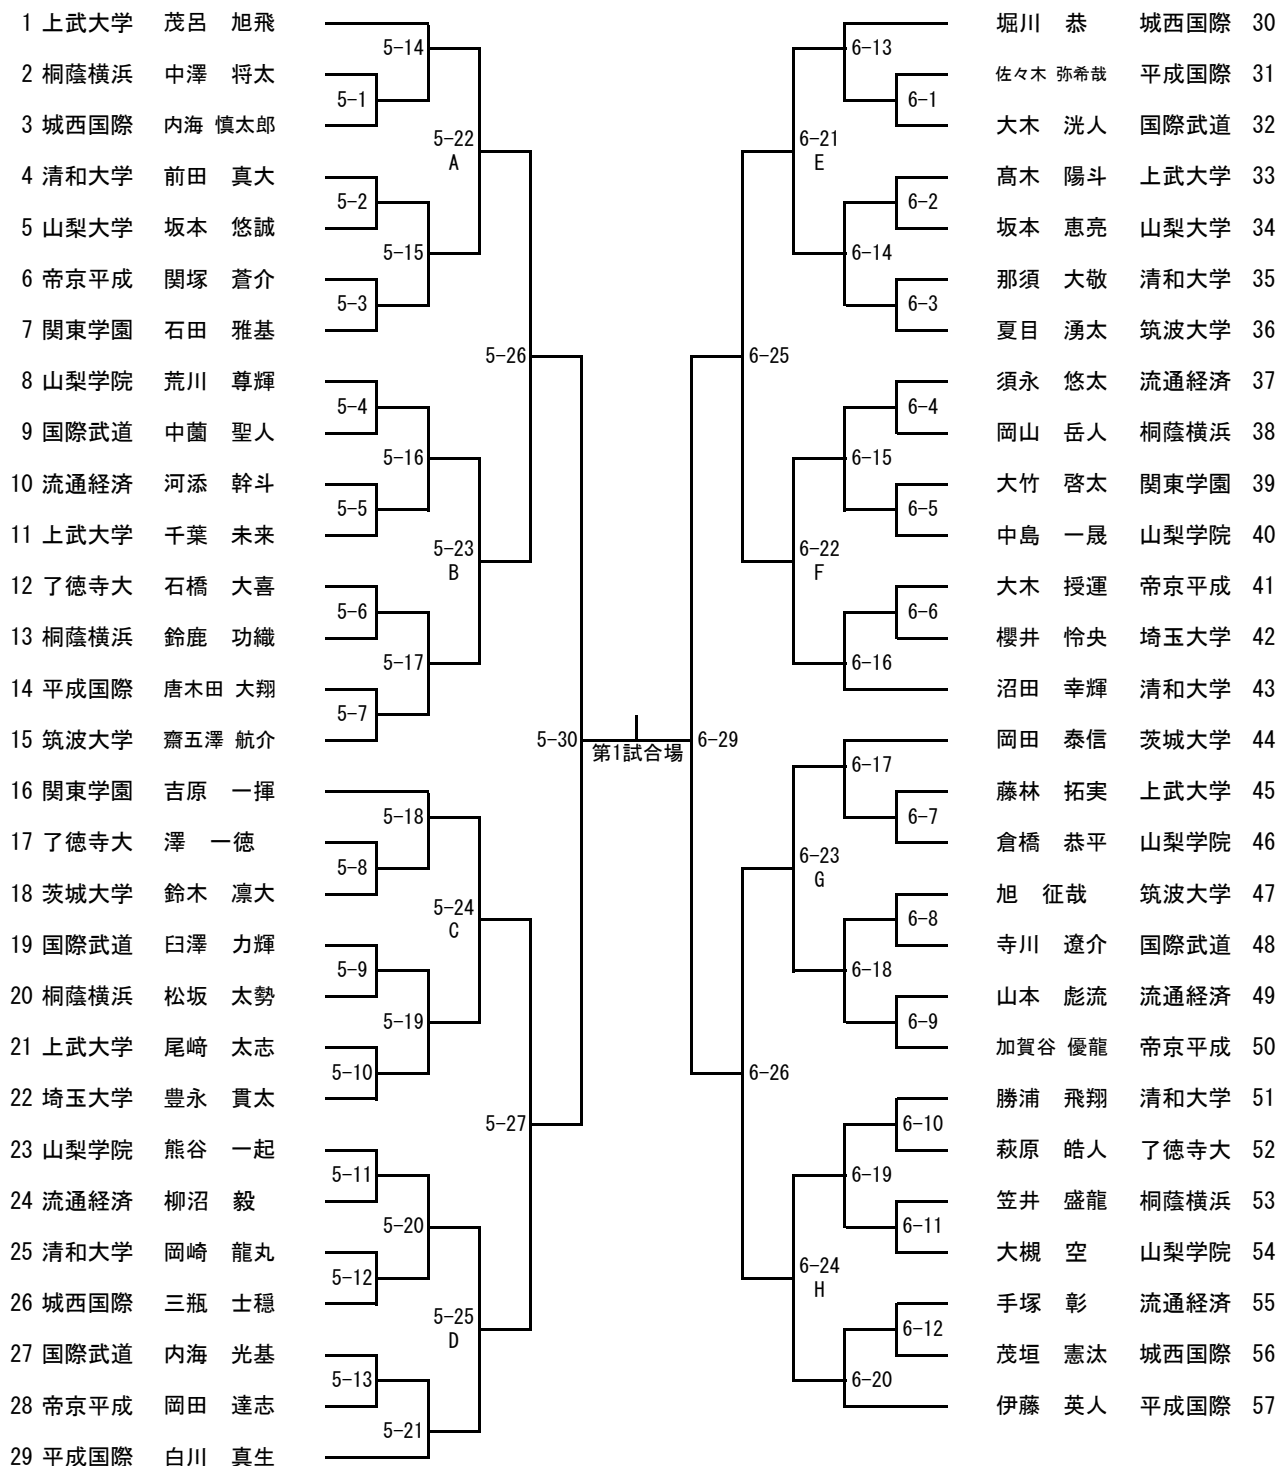 1 上武大学 茂呂 旭飛
5-14
2 桐蔭横浜 中澤 将太
5-1
3 城西国際 内海 慎太郎
5-22
A
4 清和大学 前田 真大
5-2
5 山梨大学 坂本 悠誠
5-15
6 帝京平成 関塚 蒼介
5-3
7 関東学園 石田 雅基
5-26
8 山梨学院 荒川 尊輝
5-4
9 国際武道 中薗 聖人
5-16
10 流通経済 河添 幹斗
5-5
11 上武大学 千葉 未来
5-23
B
12 了徳寺大 石橋 大喜
5-6
13 桐蔭横浜 鈴鹿 功織
5-17
14 平成国際 唐木田 大翔
5-7
15 筑波大学 齋五澤 航介
5-30
16 関東学園 吉原 一揮
5-18
17 了徳寺大 澤 一徳
5-8
18 茨城大学 鈴木 凛大
5-24
C
19 国際武道 臼澤 力輝
5-9
20 桐蔭横浜 松坂 太勢
5-19
21 上武大学 尾﨑 太志
5-10
22 埼玉大学 豊永 貫太
5-27
23 山梨学院 熊谷 一起
5-11
24 流通経済 柳沼 毅
5-20
25 清和大学 岡崎 龍丸
5-12
26 城西国際 三瓶 士穏
5-25
D
27 国際武道 内海 光基
5-13
28 帝京平成 岡田 達志
5-21
29 平成国際 白川 真生
第1試合場
堀川 恭 城西国際 30
6-13
佐々木 弥希哉 平成国際 31
6-1
大木 洸人 国際武道 32
6-21
E
髙木 陽斗 上武大学 33
6-2
坂本 恵亮 山梨大学 34
6-14
那須 大敬 清和大学 35
6-3
夏目 湧太 筑波大学 36
6-25
須永 悠太 流通経済 37
6-4
岡山 岳人 桐蔭横浜 38
6-15
大竹 啓太 関東学園 39
6-5
中島 一晟 山梨学院 40
6-22
F
大木 授運 帝京平成 41
6-6
櫻井 怜央 埼玉大学 42
6-16
沼田 幸輝 清和大学 43
6-29
岡田 泰信 茨城大学 44
6-17
藤林 拓実 上武大学 45
6-7
倉橋 恭平 山梨学院 46
6-23
G
旭 征哉 筑波大学 47
6-8
寺川 遼介 国際武道 48
6-18
山本 彪流 流通経済 49
6-9
加賀谷 優龍 帝京平成 50
6-26
勝浦 飛翔 清和大学 51
6-10
萩原 皓人 了徳寺大 52
6-19
笠井 盛龍 桐蔭横浜 53
6-11
大槻 空 山梨学院 54
6-24
H
手塚 彰 流通経済 55
6-12
茂垣 憲汰 城西国際 56
6-20
伊藤 英人 平成国際 57